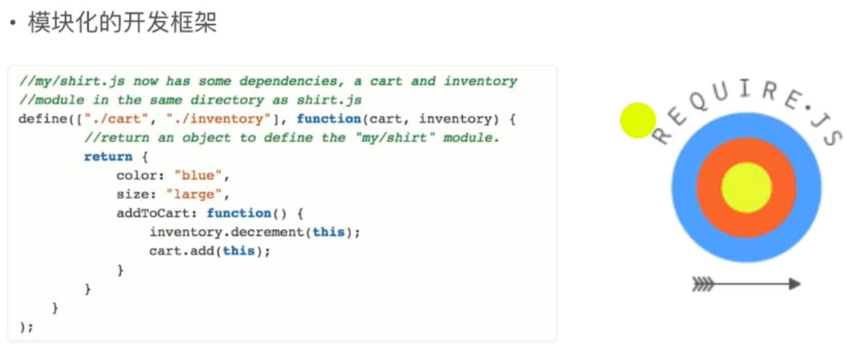 • 模块化的开发框架
//my/shirt.js now has some dependencies, a cart and inventory
//module in the same directory as shirt.js
define(["./cart", "./inventory"], function(cart, inventory) {
        //return an object to define the "my/shirt" module.
        return {
            color: "blue",
            size: "large",
            addToCart: function() {
                inventory.decrement(this);
                cart.add(this);
            }
        }
    }
);
REQUIRE·JS